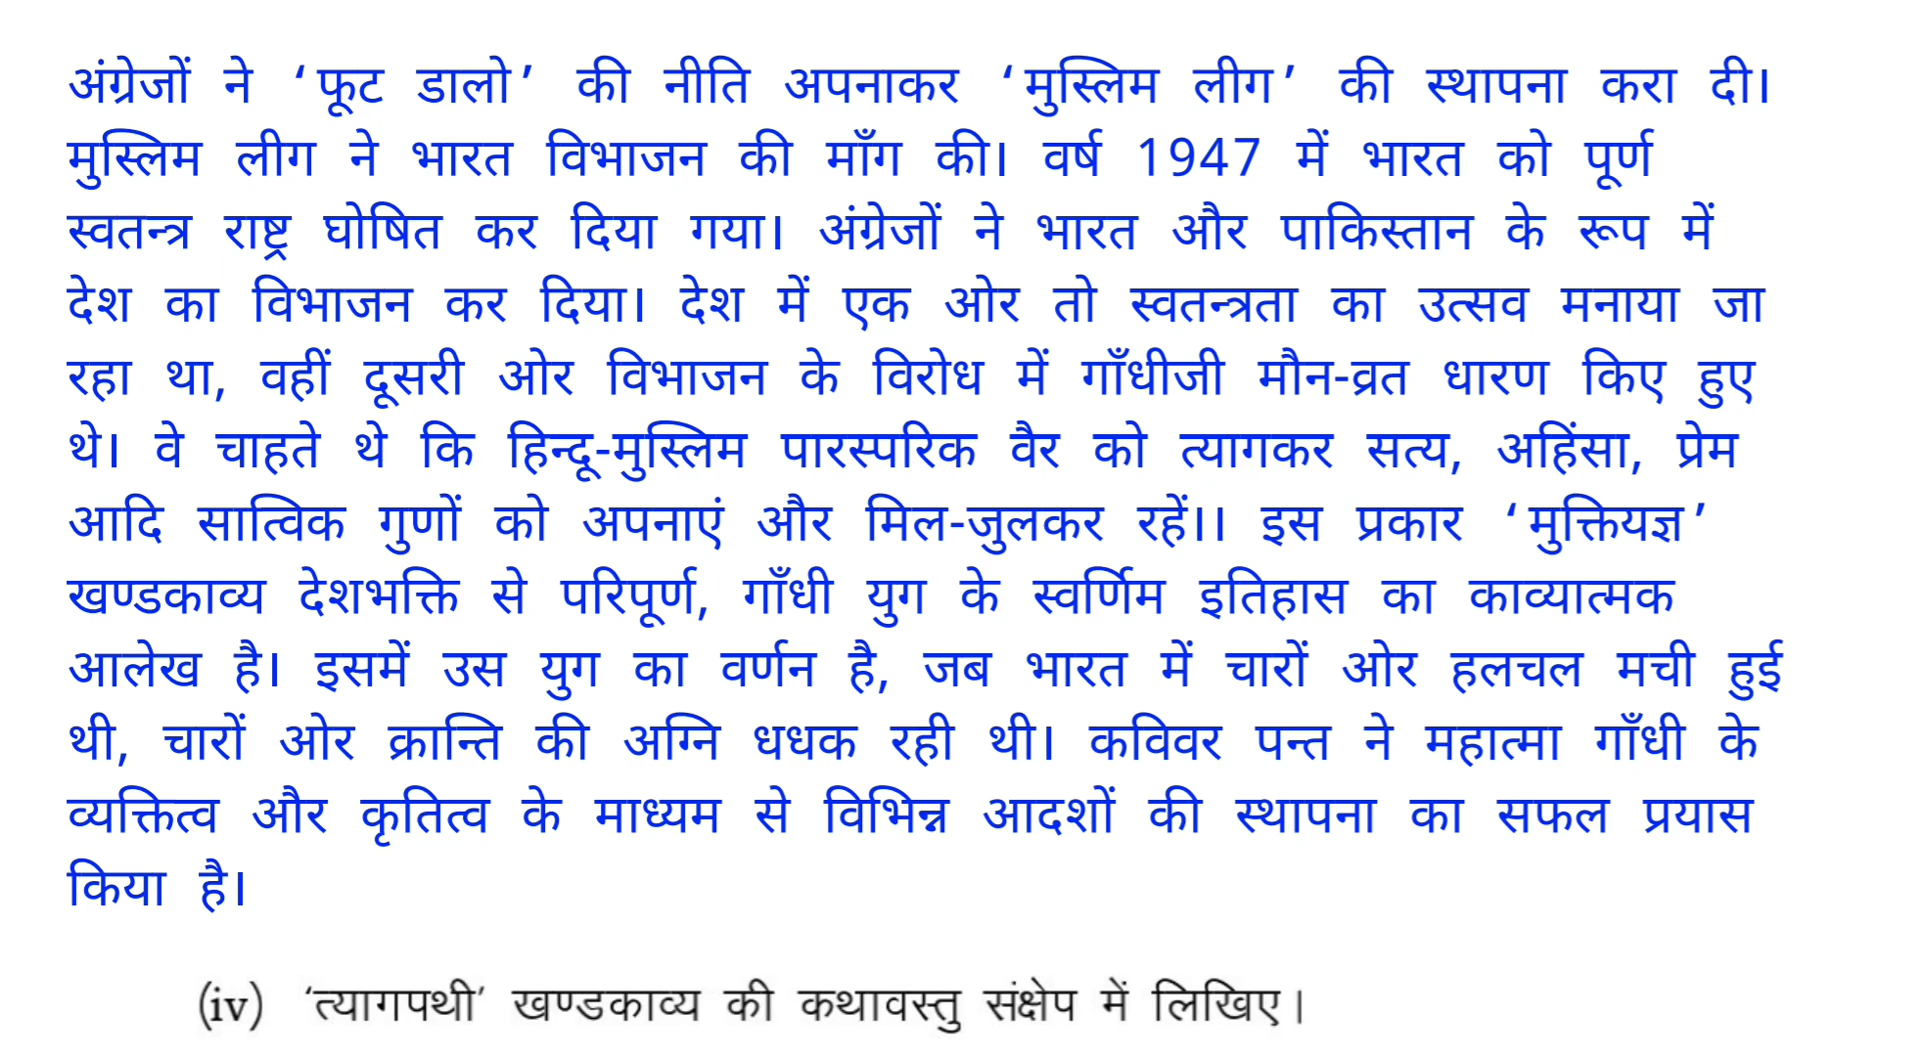 अंग्रेजों ने ‘फूट डालो’ की नीति अपनाकर ‘मुस्लिम लीग’ की स्थापना करा दी।
मुस्लिम लीग ने भारत विभाजन की माँग की। वर्ष 1947 में भारत को पूर्ण
स्वतन्त्र राष्ट्र घोषित कर दिया गया। अंग्रेजों ने भारत और पाकिस्तान के रूप में
देश का विभाजन कर दिया। देश में एक ओर तो स्वतन्त्रता का उत्सव मनाया जा
रहा था, वहीं दूसरी ओर विभाजन के विरोध में गाँधीजी मौन-व्रत धारण किए हुए
थे। वे चाहते थे कि हिन्दू-मुस्लिम पारस्परिक वैर को त्यागकर सत्य, अहिंसा, प्रेम
आदि सात्विक गुणों को अपनाएं और मिल-जुलकर रहें।। इस प्रकार ‘मुक्तियज्ञ’
खण्डकाव्य देशभक्ति से परिपूर्ण, गाँधी युग के स्वर्णिम इतिहास का काव्यात्मक
आलेख है। इसमें उस युग का वर्णन है, जब भारत में चारों ओर हलचल मची हुई
थी, चारों ओर क्रान्ति की अग्नि धधक रही थी। कविवर पन्त ने महात्मा गाँधी के
व्यक्तित्व और कृतित्व के माध्यम से विभिन्न आदशों की स्थापना का सफल प्रयास
किया है।
(iv) ‘त्यागपथी’ खण्डकाव्य की कथावस्तु संक्षेप में लिखिए।